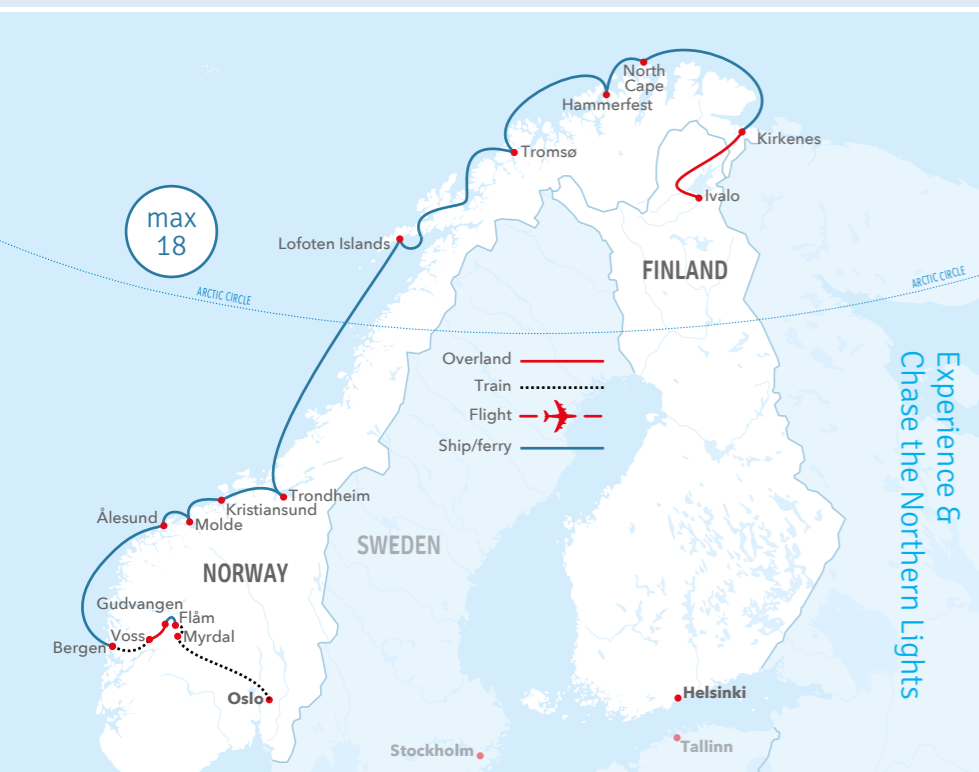 North
Cape
Hammerfest
Kirkenes
Tromsø
Ivalo
max
18
Lofoten Islands
FINLAND
ARCTIC CIRCLE
ARCTIC CIRCLE
Overland
Train
Flight
Ship/ferry
Experience &
Chase the Northern Lights
Trondheim
Kristiansund
Ålesund
Molde
SWEDEN
NORWAY
Gudvangen
Flåm
Voss
Myrdal
Bergen
Oslo
Helsinki
Stockholm
Tallinn